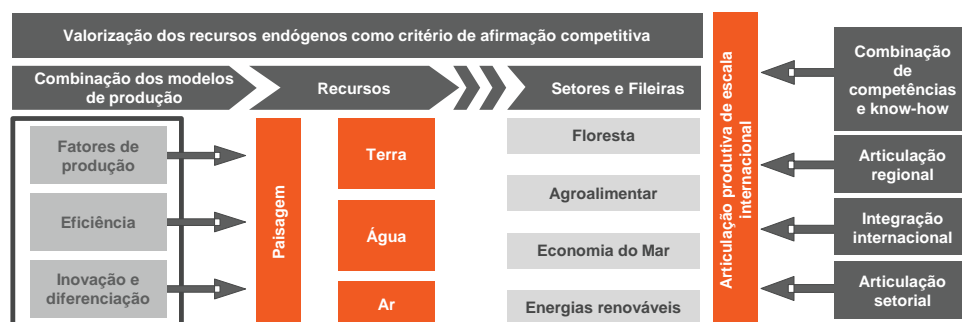 Valorização dos recursos endógenos como critério de afirmação competitiva
Combinação dos modelos
de produção
Recursos
Setores e Fileiras
Fatores de
produção
Eficiência
Inovação e
diferenciação
Paisagem
Terra
Água
Ar
Floresta
Agroalimentar
Economia do Mar
Energias renováveis
Articulação produtiva de escala
internacional
Combinação
de
competências
e know-how
Articulação
regional
Integração
internacional
Articulação
setorial